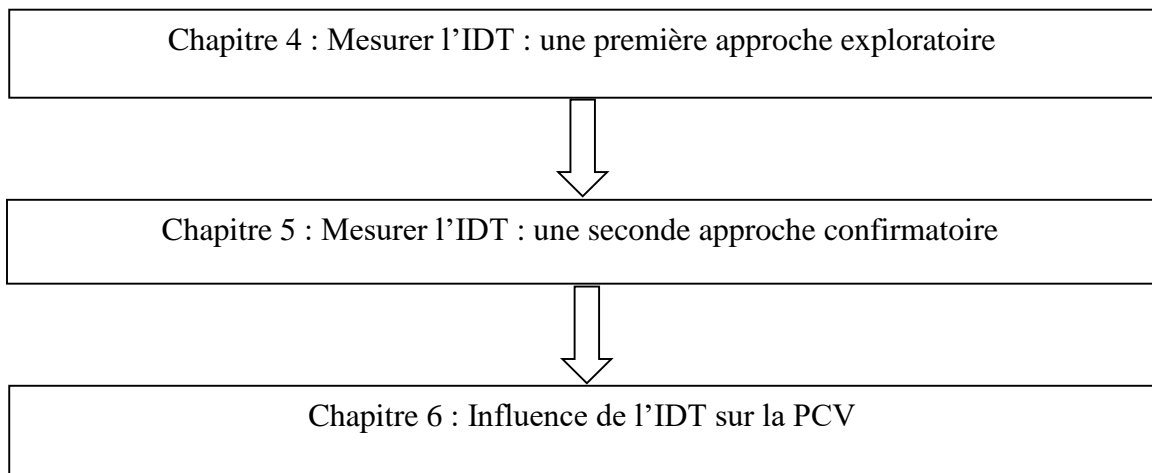 Chapitre 4 : Mesurer l’IDT : une première approche exploratoire
Chapitre 5 : Mesurer l’IDT : une seconde approche confirmatoire
Chapitre 6 : Influence de l’IDT sur la PCV